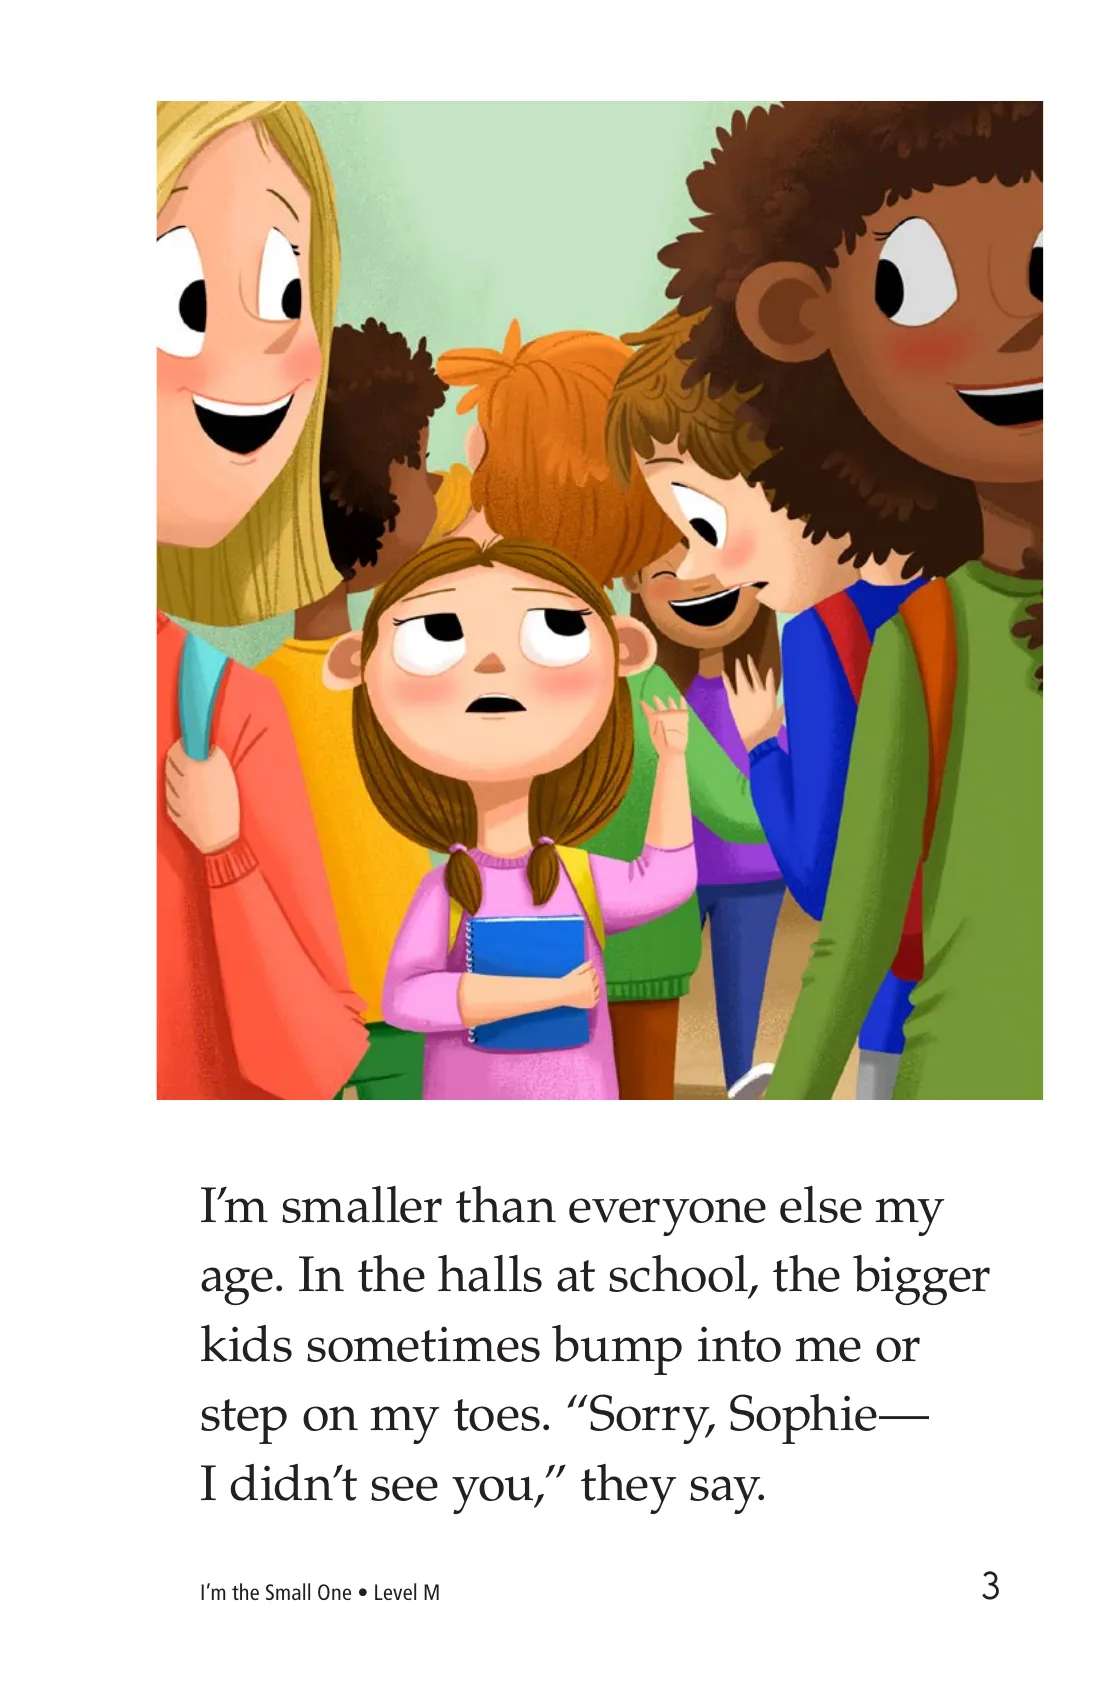 I’m smaller than everyone else my
age. In the halls at school, the bigger
kids sometimes bump into me or
step on my toes. “Sorry, Sophie—
I didn’t see you,” they say.
I’m the Small One • Level M
3